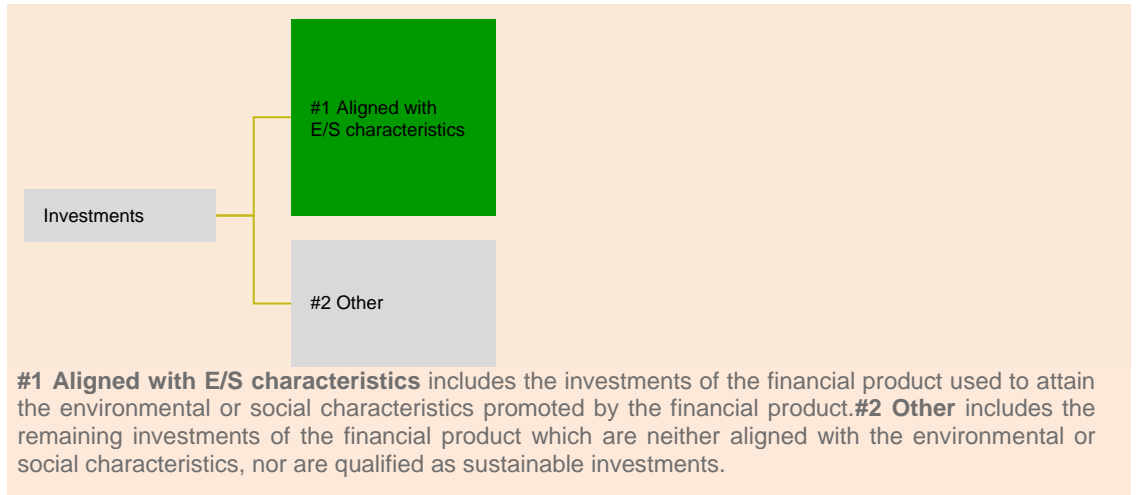 #1 Aligned with
E/S characteristics
Investments
#2 Other
#1 Aligned with E/S characteristics includes the investments of the financial product used to attain
the environmental or social characteristics promoted by the financial product.#2 Other includes the
remaining investments of the financial product which are neither aligned with the environmental or
social characteristics, nor are qualified as sustainable investments.